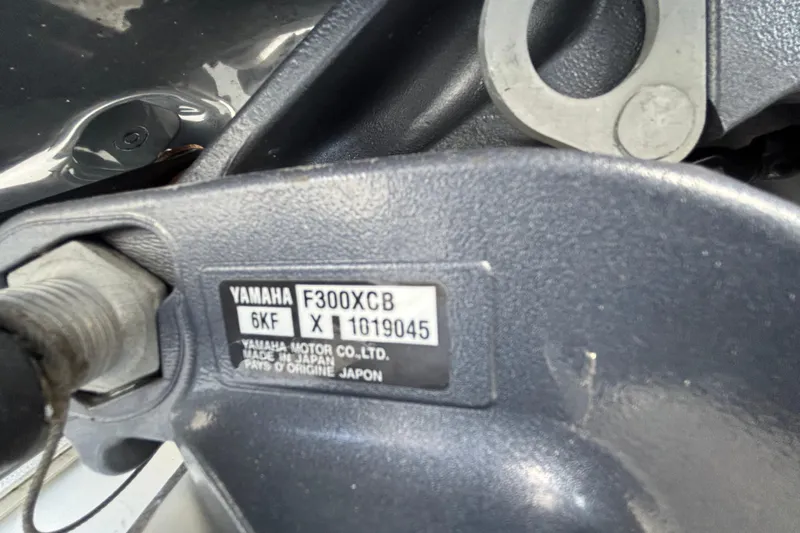 YAMAHA F300XCB
6KF X 1019045
YAMAHA MOTOR CO.,LTD.
MADE IN JAPAN
PAYS D'ORIGINE JAPON